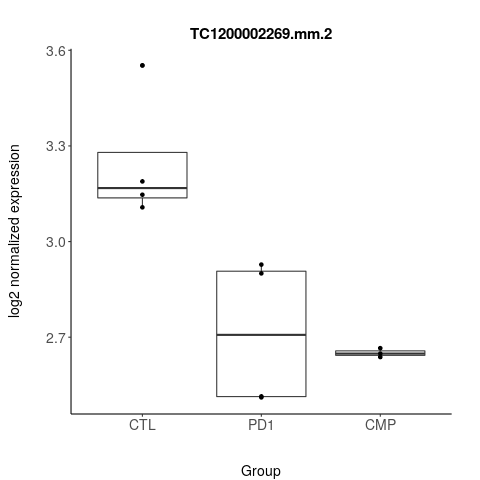 TC1200002269.mm.2
log2 normalized expression
3.6
3.3
3.0
2.7
CTL
PD1
CMP
Group